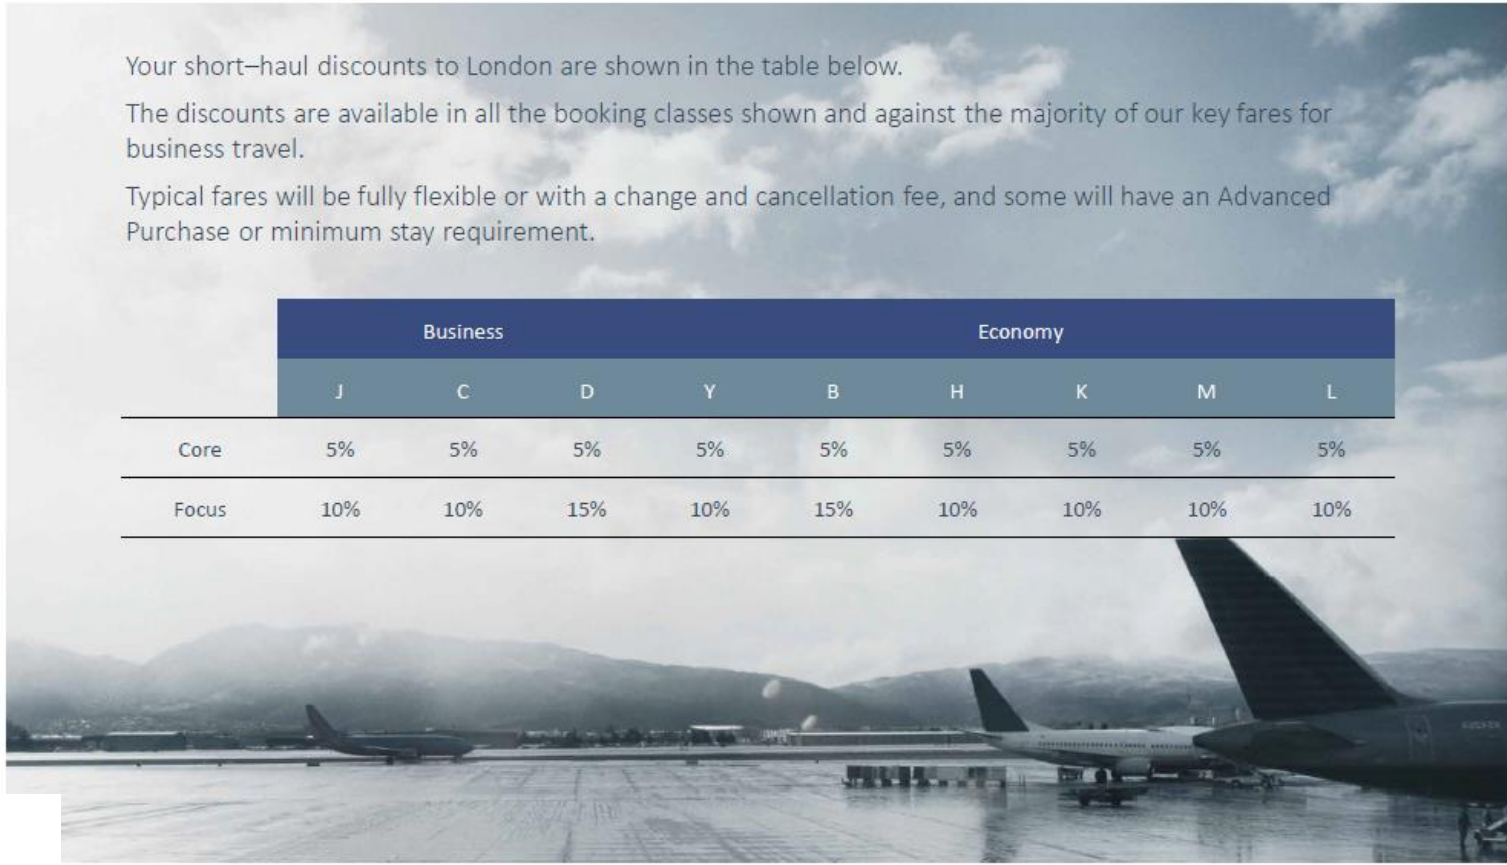 Your short–haul discounts to London are shown in the table below.
The discounts are available in all the booking classes shown and against the majority of our key fares for
business travel.
Typical fares will be fully flexible or with a change and cancellation fee, and some will have an Advanced
Purchase or minimum stay requirement.
Business Economy
J C D Y B H K M L
Core 5% 5% 5% 5% 5% 5% 5% 5% 5%
Focus 10% 10% 15% 10% 15% 10% 10% 10% 10%